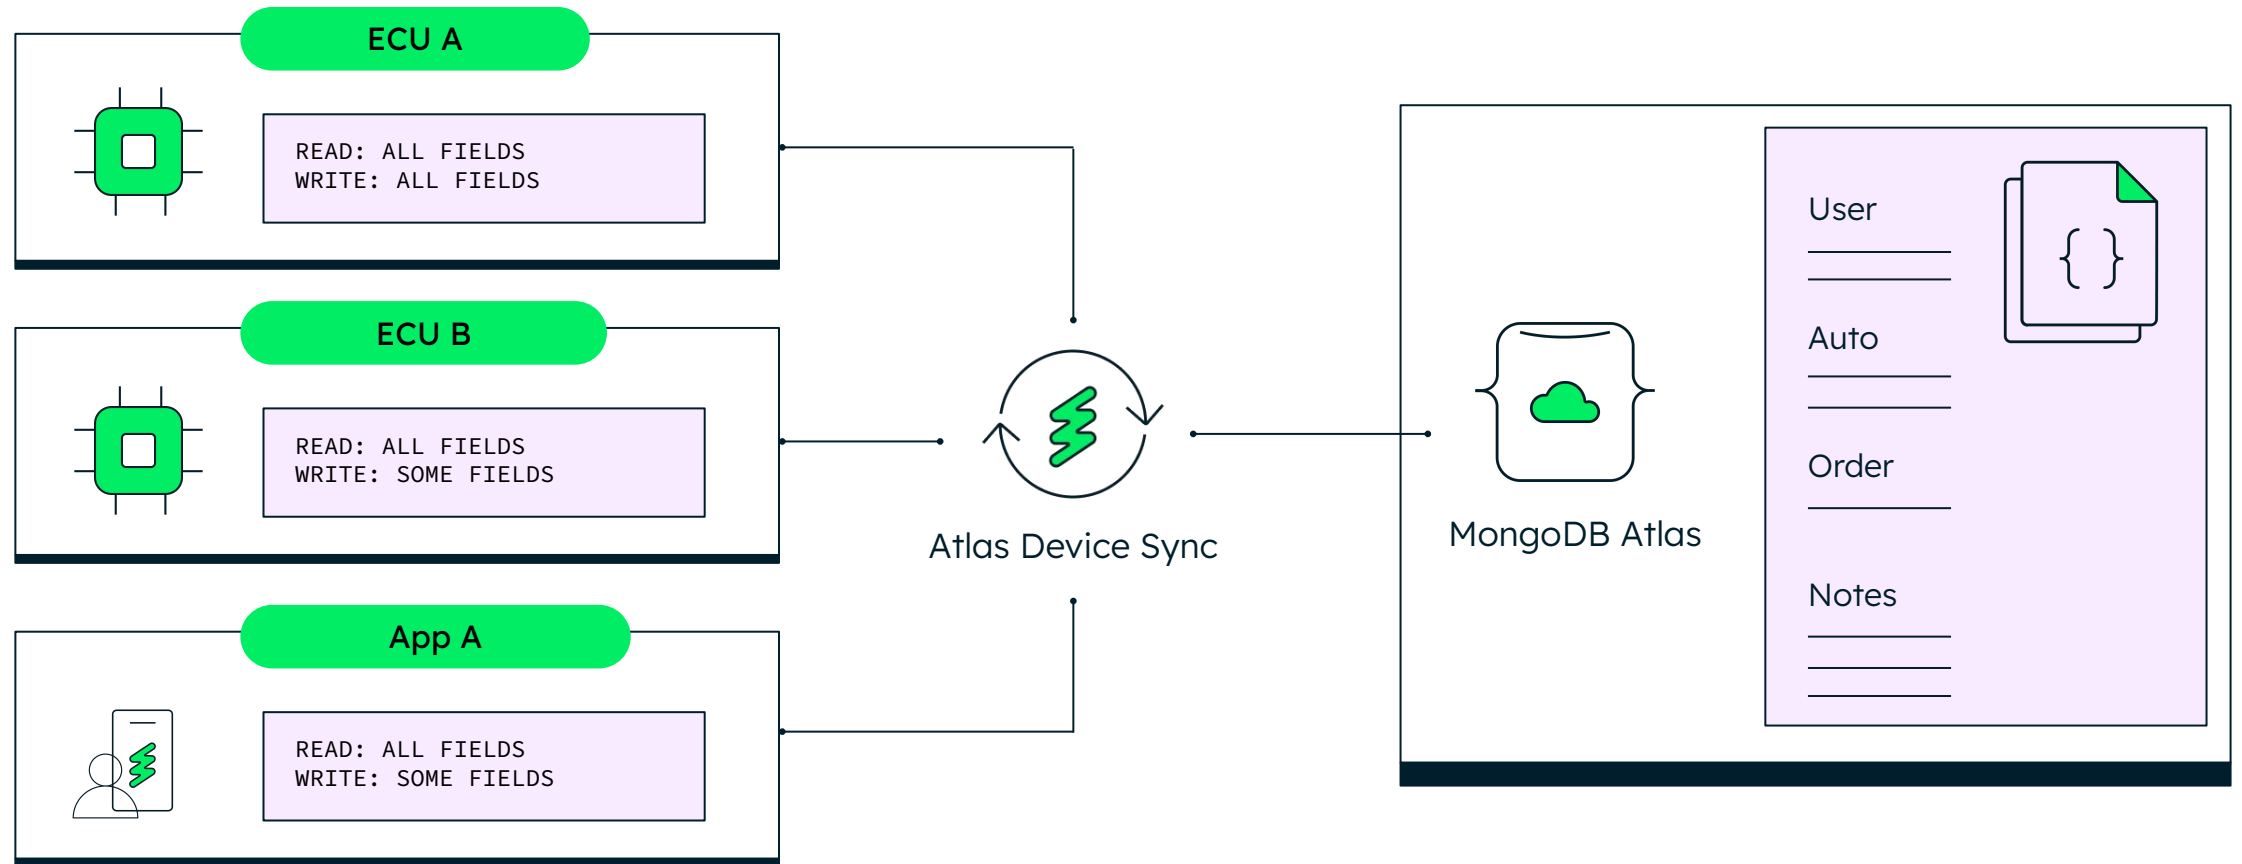 ECU A
READ: ALL FIELDS
WRITE: ALL FIELDS
ECU B
READ: ALL FIELDS
WRITE: SOME FIELDS
App A
READ: ALL FIELDS
WRITE: SOME FIELDS
Atlas Device Sync
MongoDB Atlas
User
Auto
Order
Notes